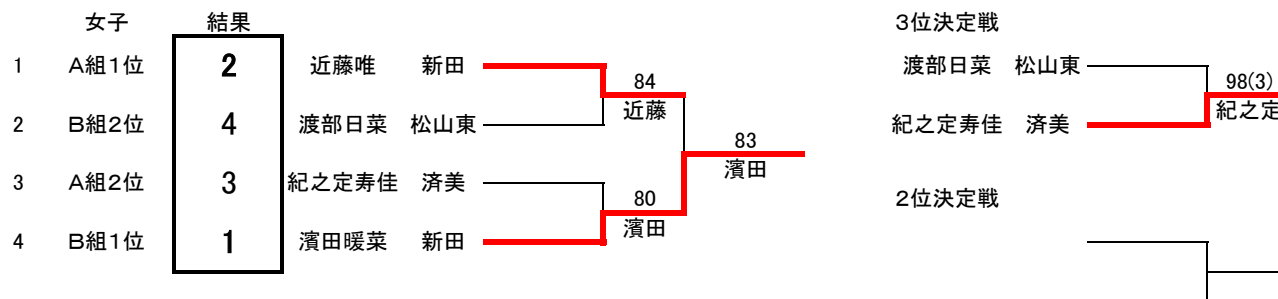 女子 結果 3位決定戦
1 A組1位 2 近藤唯 新田 渡部日菜 松山東
84 98(3)
近藤 紀之定
2 B組2位 4 渡部日菜 松山東 紀之定寿佳 済美
83
濱田
3 A組2位 3 紀之定寿佳 済美
80 2位決定戦
濱田
4 B組1位 1 濱田暖菜 新田